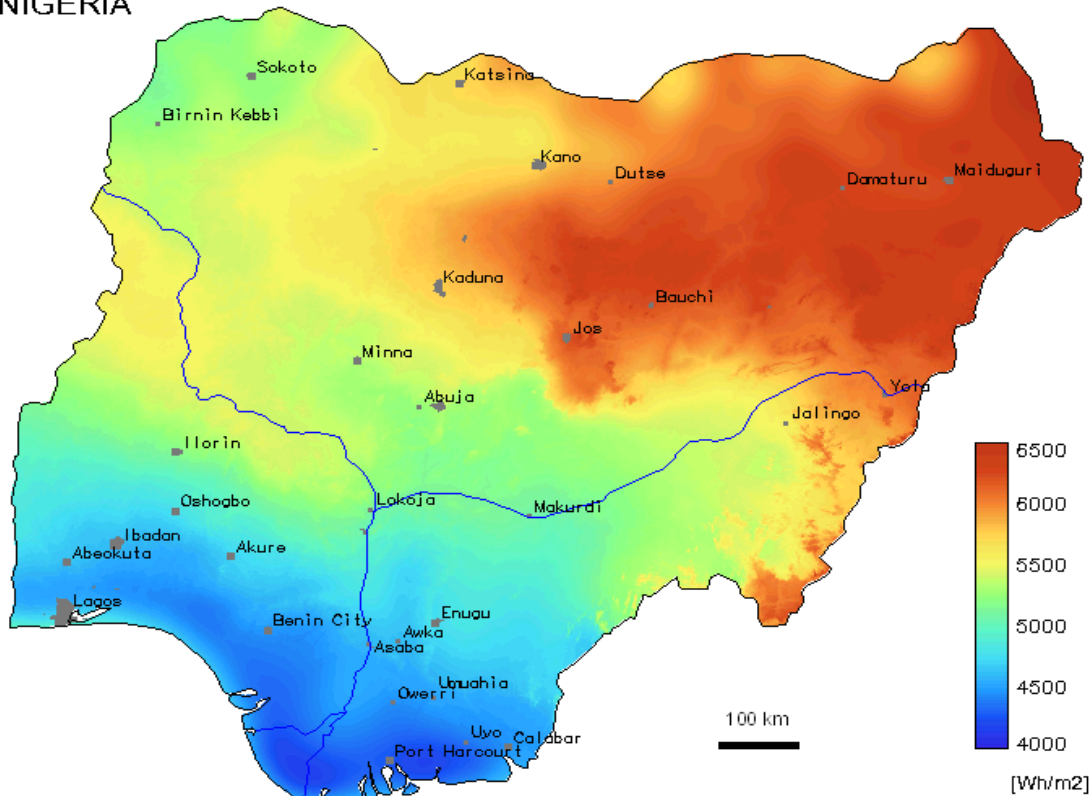 NIGERIA
Sokoto
Katsina
Birnin Kebbi
Kano
Dutse
Damaturu
Maiduguri
Kaduna
Bauchi
Jos
Minna
Abuja
Yola
Jalingo
Ilorin
6500
6000
5500
5000
4500
4000
[Wh/m2]
Oshogbo
Lokoja
Makurdi
Ibadan
Abeokuta
Akure
Lagos
Benin City
Enugu
Awka
Asaba
Umuahia
Owerri
Uyo
Calabar
Port Harcourt
100 km